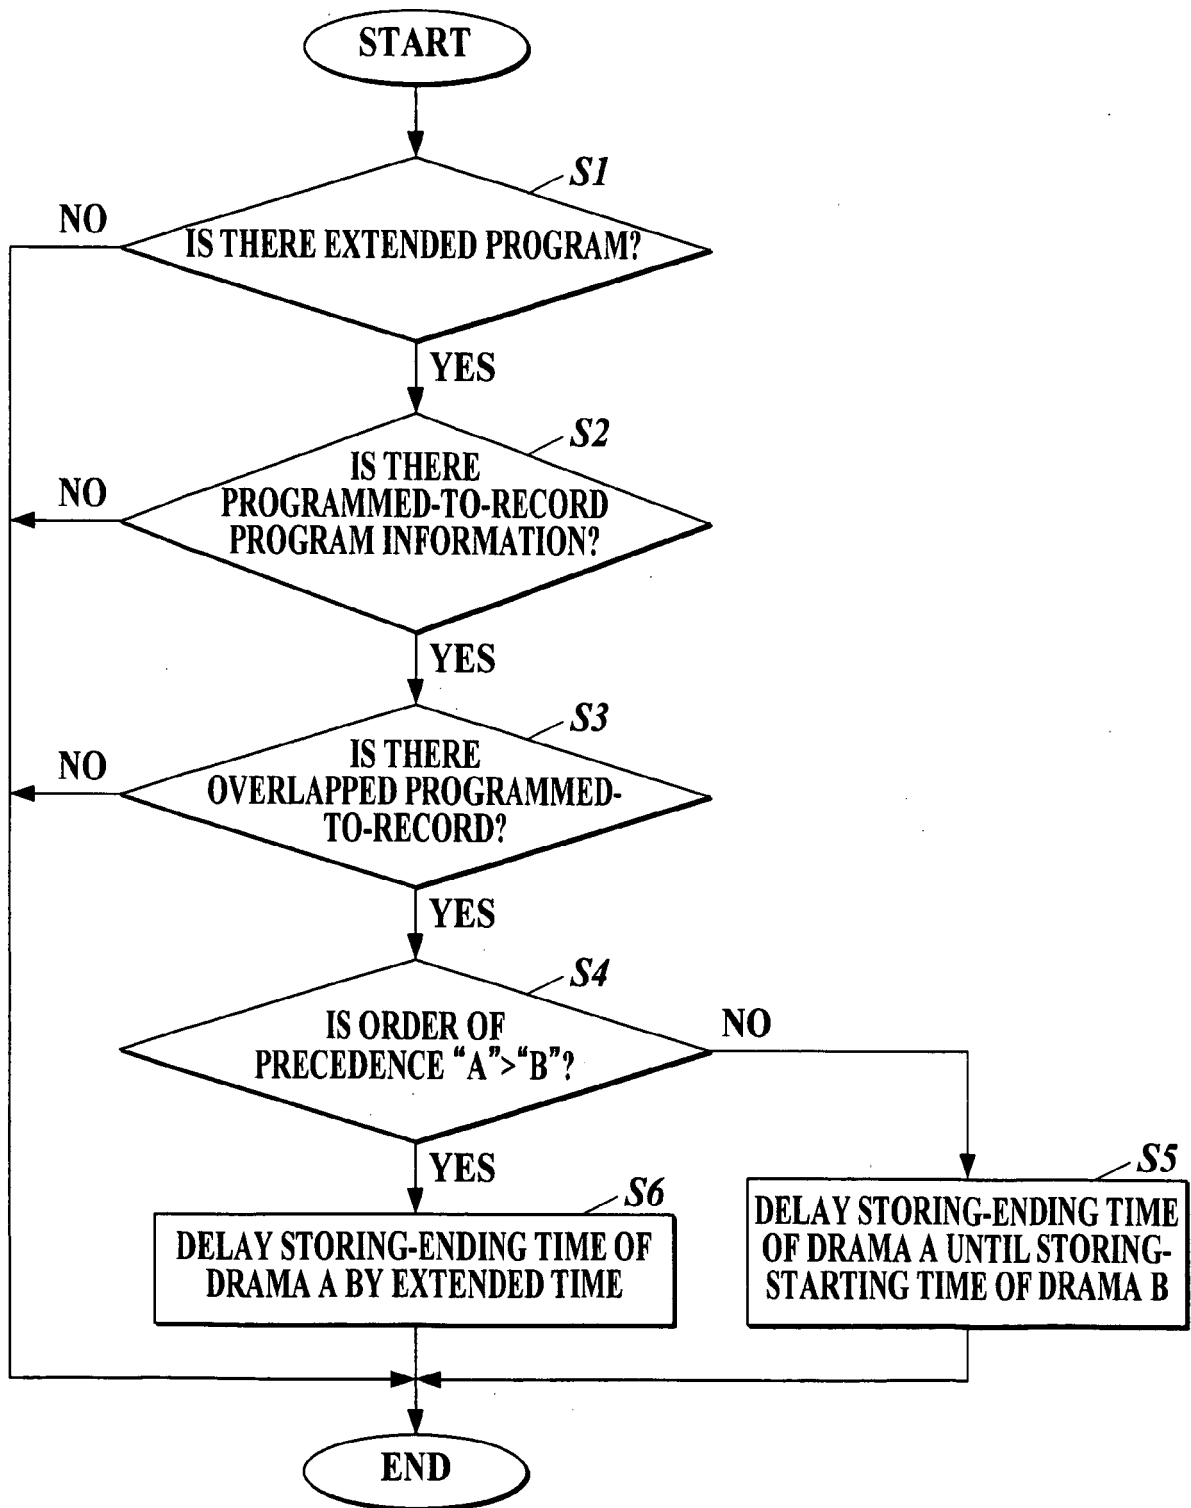 START
S1
NO
IS THERE EXTENDED PROGRAM?
YES
S2
NO
IS THERE
PROGRAMMED-TO-RECORD
PROGRAM INFORMATION?
YES
S3
NO
IS THERE
OVERLAPPED PROGRAMMED-
TO-RECORD?
YES
S4
IS ORDER OF
PRECEDENCE "A">"B"?
NO
YES
S6
DELAY STORING-ENDING TIME OF
DRAMA A BY EXTENDED TIME
S5
DELAY STORING-ENDING TIME
OF DRAMA A UNTIL STORING-
STARTING TIME OF DRAMA B
END